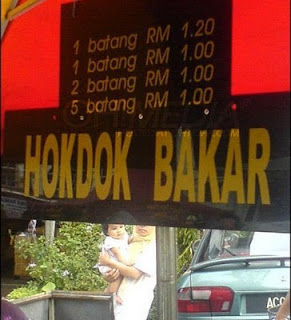 1 batang RM 1.20
1 batang RM 1.00
2 batang RM 1.00
5 batang RM 1.00
HOKDOK BAKAR
ACO